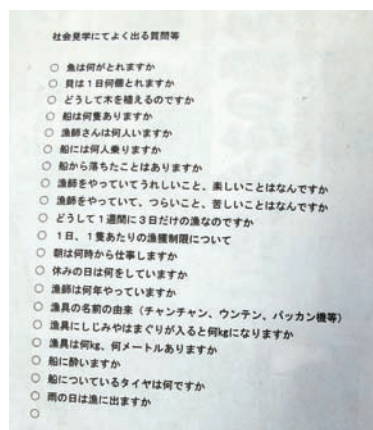 社会見学にてよく出る質問等
○ 魚は何がとれますか
○ 貝は1日何個とれますか
○ どうして木を植えるのですか
○ 船は何隻ありますか
○ 漁師さんは何人いますか
○ 船には何人乗りますか
○ 船から落ちたことはありますか
○ 漁師をやっていてうれしいこと、楽しいことはなんですか
○ 漁師をやっていて、つらいこと、苦しいことはなんですか
○ どうして1週間に3日だけの漁なのですか
○ 1日、1隻あたりの漁獲制限について
○ 朝は何時から仕事しますか
○ 休みの日は何をしていますか
○ 漁師は何年やっていますか
○ 漁具の名前の由来（チャンチャン、ウンテン、バッカン機等）
○ 漁具にしじみやはまぐりが入ると何kgになりますか
○ 漁具は何kg、何メートルありますか
○ 船に酔いますか
○ 船についているタイヤは何ですか
○ 雨の日は漁に出ますか
○